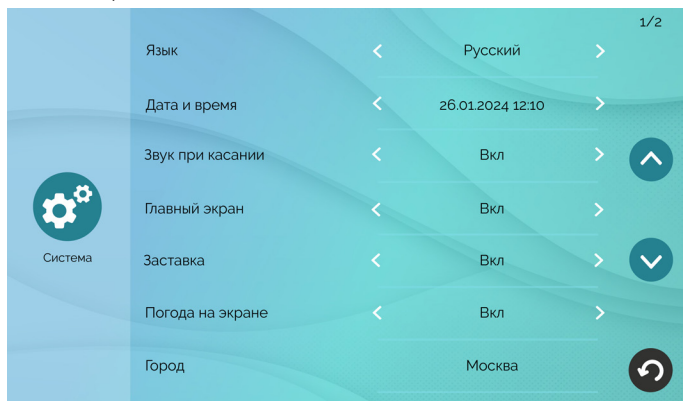 1/2
Язык Русский
Дата и время 26.01.2024 12:10
Звук при касании Вкл
Главный экран Вкл
Система
Заставка Вкл
Погода на экране Вкл
Город Москва